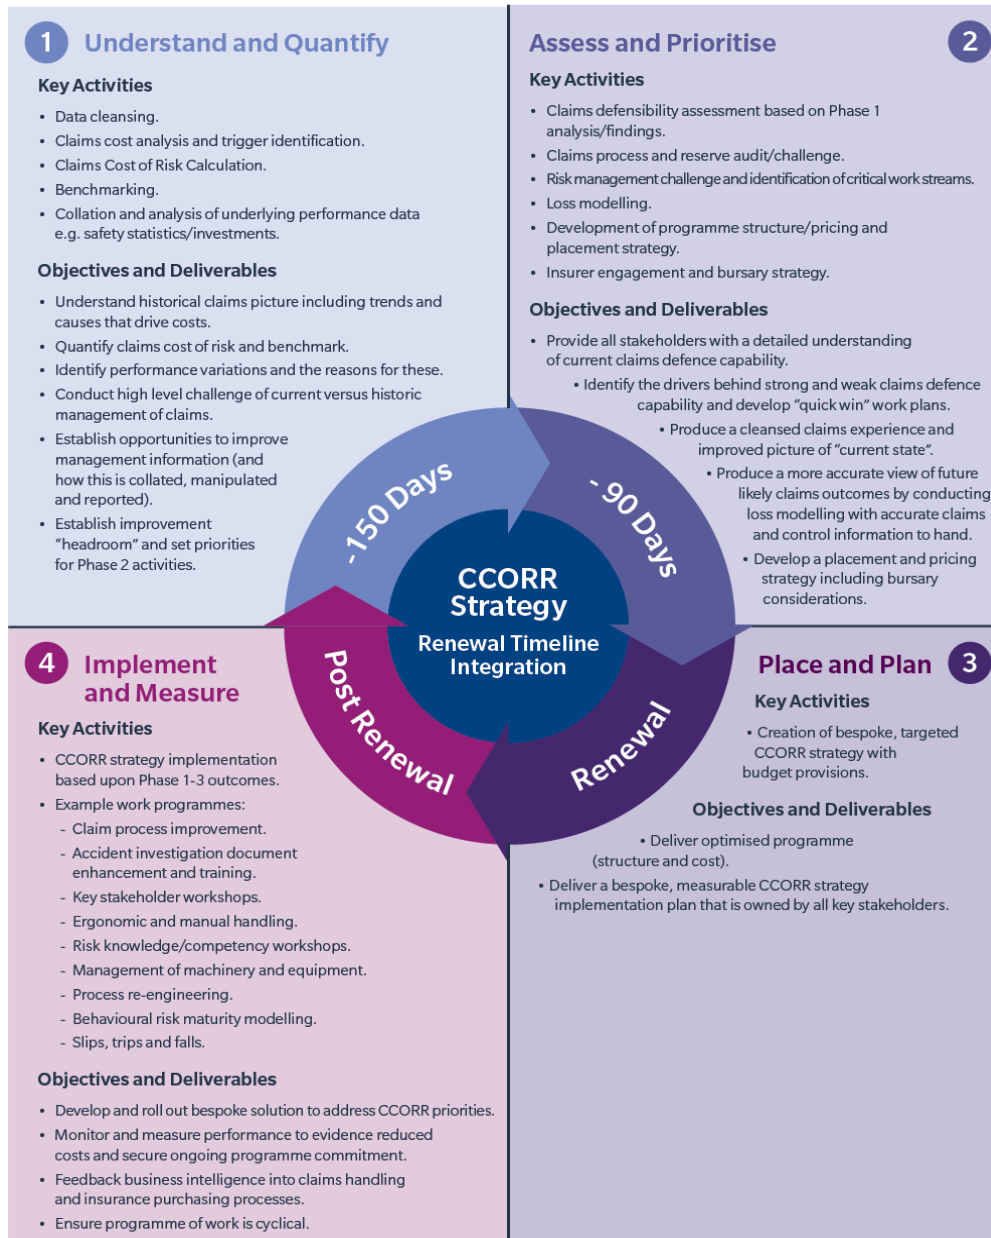 1 Understand and Quantify
Key Activities
• Data cleansing.
• Claims cost analysis and trigger identification.
• Claims Cost of Risk Calculation.
• Benchmarking.
• Collation and analysis of underlying performance data
e.g. safety statistics/investments.
Objectives and Deliverables
• Understand historical claims picture including trends and
causes that drive costs.
• Quantify claims cost of risk and benchmark.
• Identify performance variations and the reasons for these.
• Conduct high level challenge of current versus historic
management of claims.
• Establish opportunities to improve
management information (and
how this is collated, manipulated
and reported).
• Establish improvement
"headroom" and set priorities
for Phase 2 activities.
Assess and Prioritise 2
Key Activities
• Claims defensibility assessment based on Phase 1
analysis/findings.
• Claims process and reserve audit/challenge.
• Risk management challenge and identification of critical work streams.
• Loss modelling.
• Development of programme structure/pricing and
placement strategy.
• Insurer engagement and bursary strategy.
Objectives and Deliverables
• Provide all stakeholders with a detailed understanding
of current claims defence capability.
• Identify the drivers behind strong and weak claims defence
capability and develop "quick win" work plans.
• Produce a cleansed claims experience and
improved picture of "current state".
• Produce a more accurate view of future
likely claims outcomes by conducting
loss modelling with accurate claims
and control information to hand.
• Develop a placement and pricing
strategy including bursary
considerations.
-150 Days
- 90 Days
CCORR
Strategy
Renewal Timeline
Integration
Renewal
Post Renewal
Place and Plan 3
Key Activities
• Creation of bespoke, targeted
CCORR strategy with
budget provisions.
Objectives and Deliverables
• Deliver optimised programme
(structure and cost).
• Deliver a bespoke, measurable CCORR strategy
implementation plan that is owned by all key stakeholders.
4 Implement
and Measure
Key Activities
• CCORR strategy implementation
based upon Phase 1-3 outcomes.
• Example work programmes:
- Claim process improvement.
- Accident investigation document
enhancement and training.
- Key stakeholder workshops.
- Ergonomic and manual handling.
- Risk knowledge/competency workshops.
- Management of machinery and equipment.
- Process re-engineering.
- Behavioural risk maturity modelling.
- Slips, trips and falls.
Objectives and Deliverables
• Develop and roll out bespoke solution to address CCORR priorities.
• Monitor and measure performance to evidence reduced
costs and secure ongoing programme commitment.
• Feedback business intelligence into claims handling
and insurance purchasing processes.
• Ensure programme of work is cyclical.